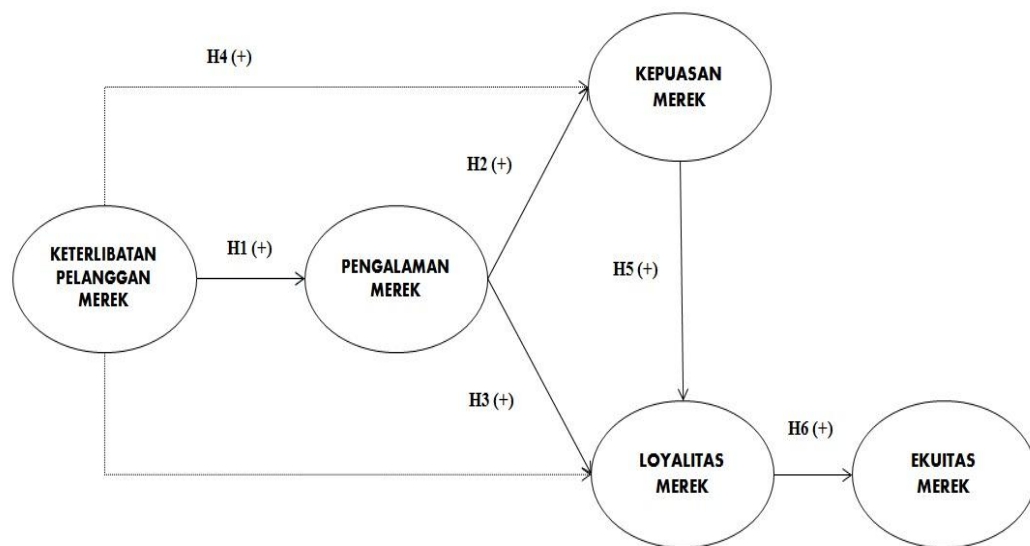 H4 (+)
KEPUASAN
MEREK
H2 (+)
KETERLIBATAN
PELANGGAN
MEREK
H1 (+)
PENGALAMAN
MEREK
H5 (+)
H3 (+)
LOYALITAS
MEREK
H6 (+)
EKUITAS
MEREK